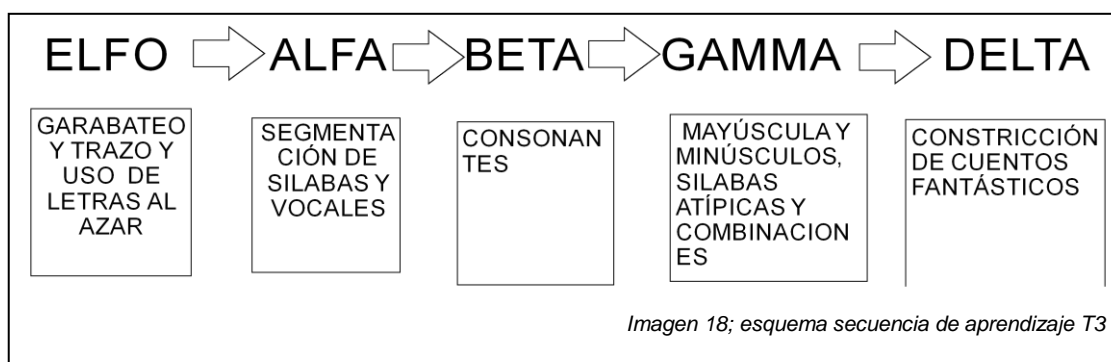 ELFO ALFA BETA GAMMA DELTA
GARABATEO
Y TRAZO Y
USO DE
LETRAS AL
AZAR
SEGMENTA
CIÓN DE
SILABAS Y
VOCALES
CONSONAN
TES
MAYÚSCULA Y
MINÚSCULOS,
SILABAS
ATÍPICAS Y
COMBINACION
ES
CONSTRICCIÓN
DE CUENTOS
FANTÁSTICOS
Imagen 18; esquema secuencia de aprendizaje T3